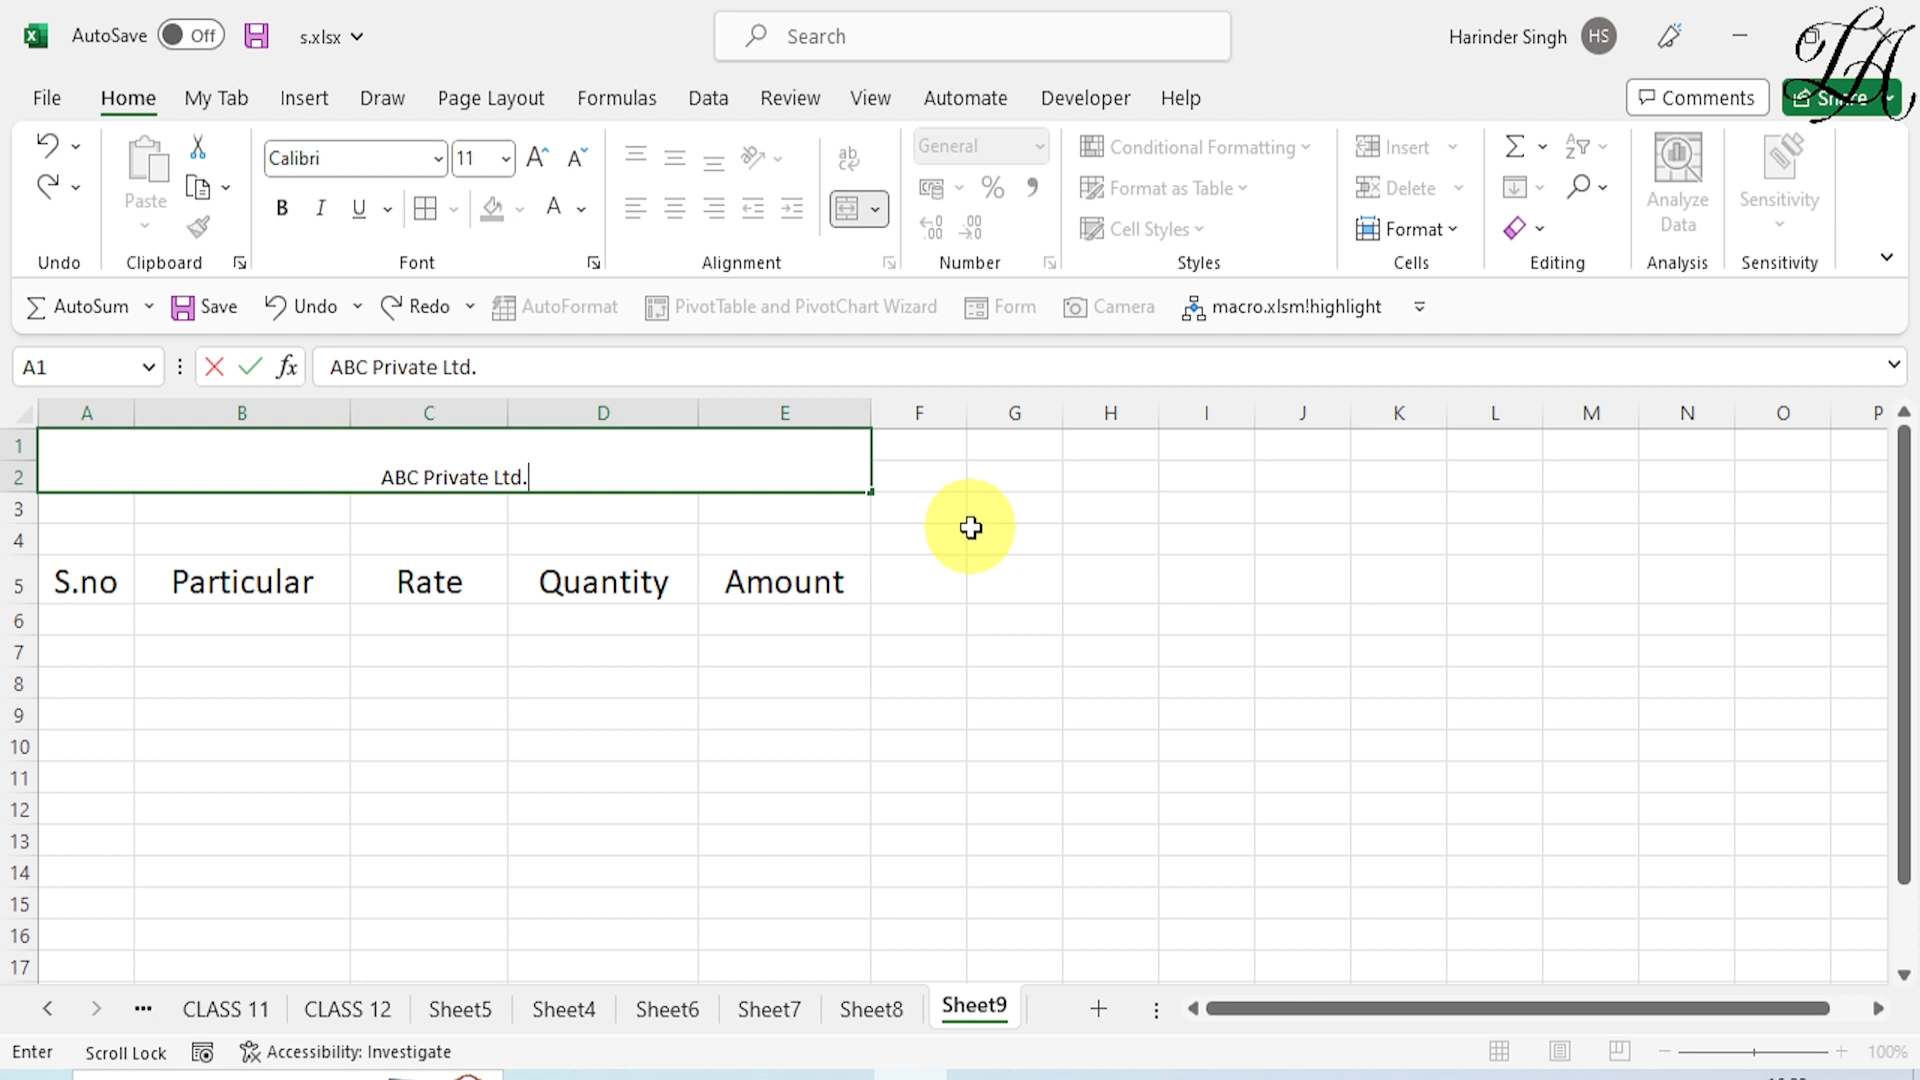 AutoSave Off s.xlsx Search Harinder Singh HS LA
File Home My Tab Insert Draw Page Layout Formulas Data Review View Automate Developer Help Comments Share
Calibri 11 ab General Conditional Formatting Insert
Paste % Format as Table Delete Analyze Data Sensitivity
B I U A Cell Styles Format
Undo Clipboard Font Alignment Number Styles Cells Editing Analysis Sensitivity
AutoSum Save Undo Redo AutoFormat PivotTable and PivotChart Wizard Form Camera macro.xlsm!highlight
A1 fx ABC Private Ltd.
A B C D E F G H I J K L M N O P
1
2 ABC Private Ltd.
3
4
5 S.no Particular Rate Quantity Amount
6
7
8
9
10
11
12
13
14
15
16
17
CLASS 11 CLASS 12 Sheet5 Sheet4 Sheet6 Sheet7 Sheet8 Sheet9
Enter Scroll Lock Accessibility: Investigate 100%